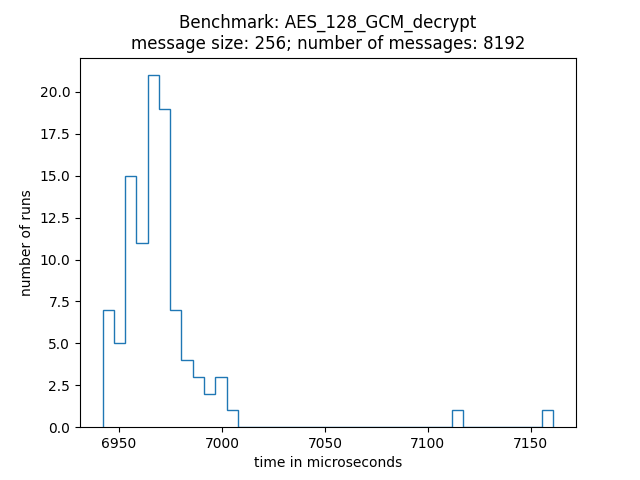 Benchmark: AES_128_GCM_decrypt
message size: 256; number of messages: 8192
20.0
17.5
15.0
12.5
10.0
7.5
5.0
2.5
0.0
number of runs
6950 7000 7050 7100 7150
time in microseconds